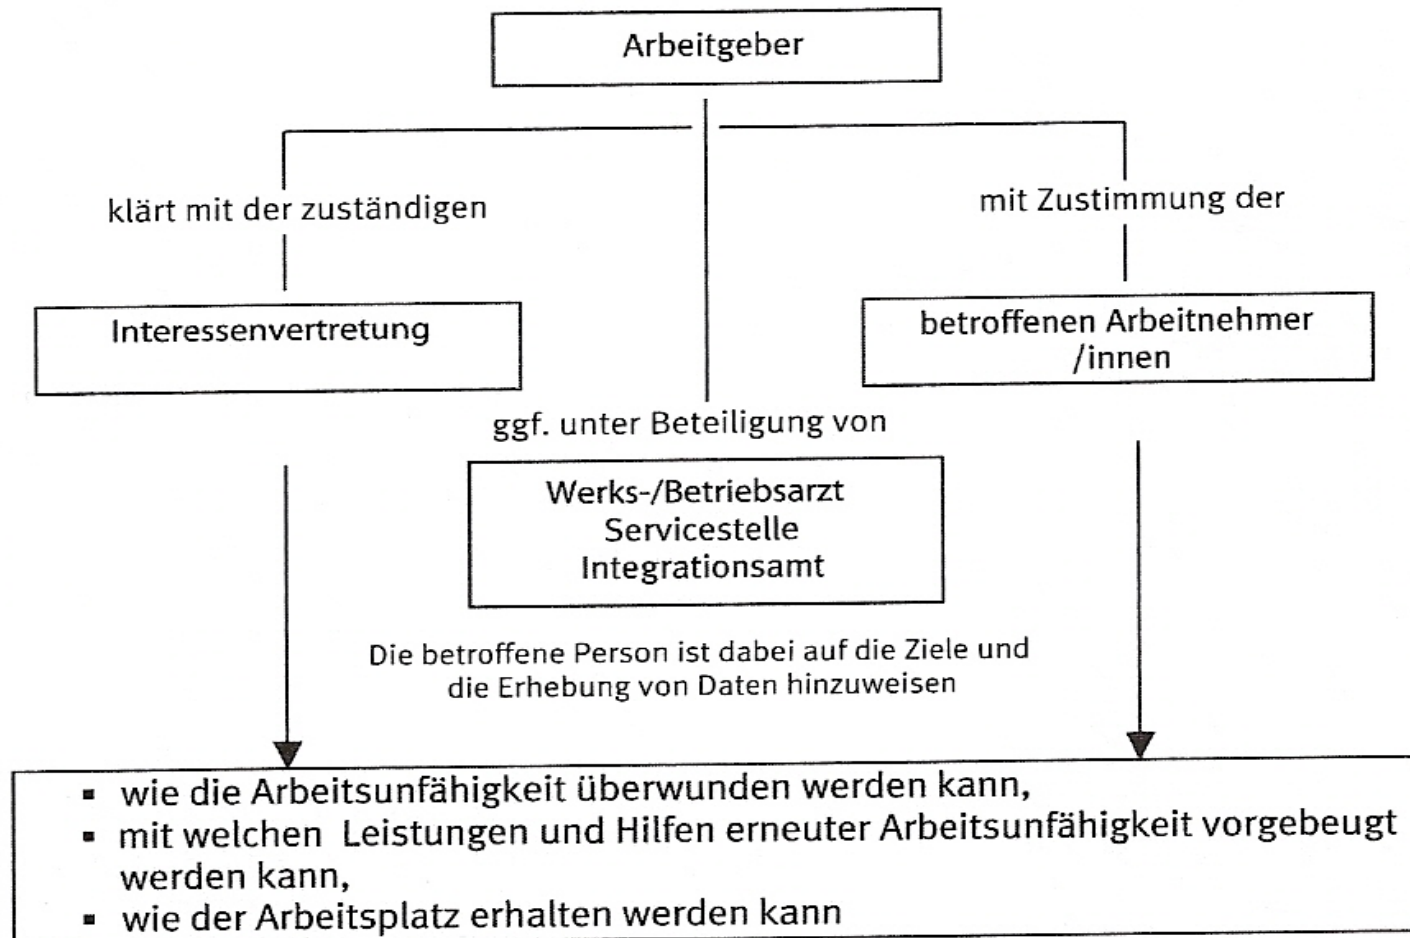 Arbeitgeber
klärt mit der zuständigen
mit Zustimmung der
Interessenvertretung
betroffenen Arbeitnehmer
/innen
ggf. unter Beteiligung von
Werks-/Betriebsarzt
Servicestelle
Integrationsamt
Die betroffene Person ist dabei auf die Ziele und
die Erhebung von Daten hinzuweisen
▪ wie die Arbeitsunfähigkeit überwunden werden kann,
▪ mit welchen Leistungen und Hilfen erneuter Arbeitsunfähigkeit vorgebeugt
werden kann,
▪ wie der Arbeitsplatz erhalten werden kann